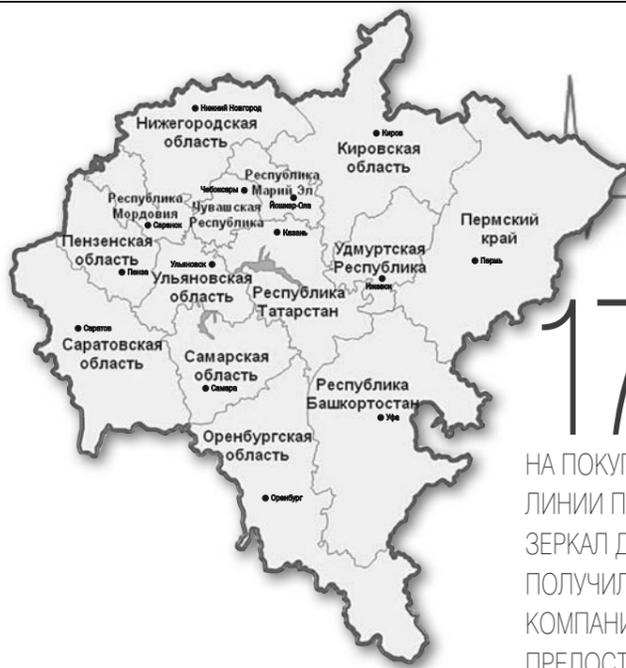 Нижний Новгород
Нижегородская
область
Киров
Кировская
область
Республика
Марий Эл
Йошкар-Ола
Чебоксары
Чувашская
Республика
Республика
Мордовия
Саранск
Казань
Пермский
край
Пермь
Удмуртская
Республика
Ижевск
Пензенская
область
Пенза
Ульяновск
Ульяновская
область
Республика
Татарстан
Саратов
Саратовская
область
Самарская
область
Самара
Республика
Башкортостан
Уфа
Оренбургская
область
Оренбург
17
НА ПОКУП
ЛИНИИ П
ЗЕРКАЛ Д
ПОЛУЧИЛ
КОМПАНИ
ПРЕДОСТ